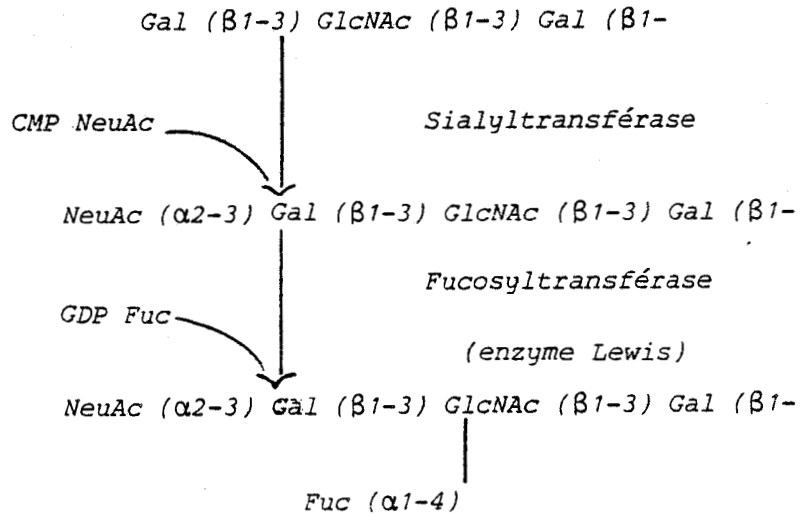 Gal (β1-3) GlcNAc (β1-3) Gal (β1-
CMP NeuAc
Sialyltransférase
NeuAc (α2-3) Gal (β1-3) GlcNAc (β1-3) Gal (β1-
Fucosyltransférase
GDP Fuc
(enzyme Lewis)
NeuAc (α2-3) Gal (β1-3) GlcNAc (β1-3) Gal (β1-
Fuc (α1-4)